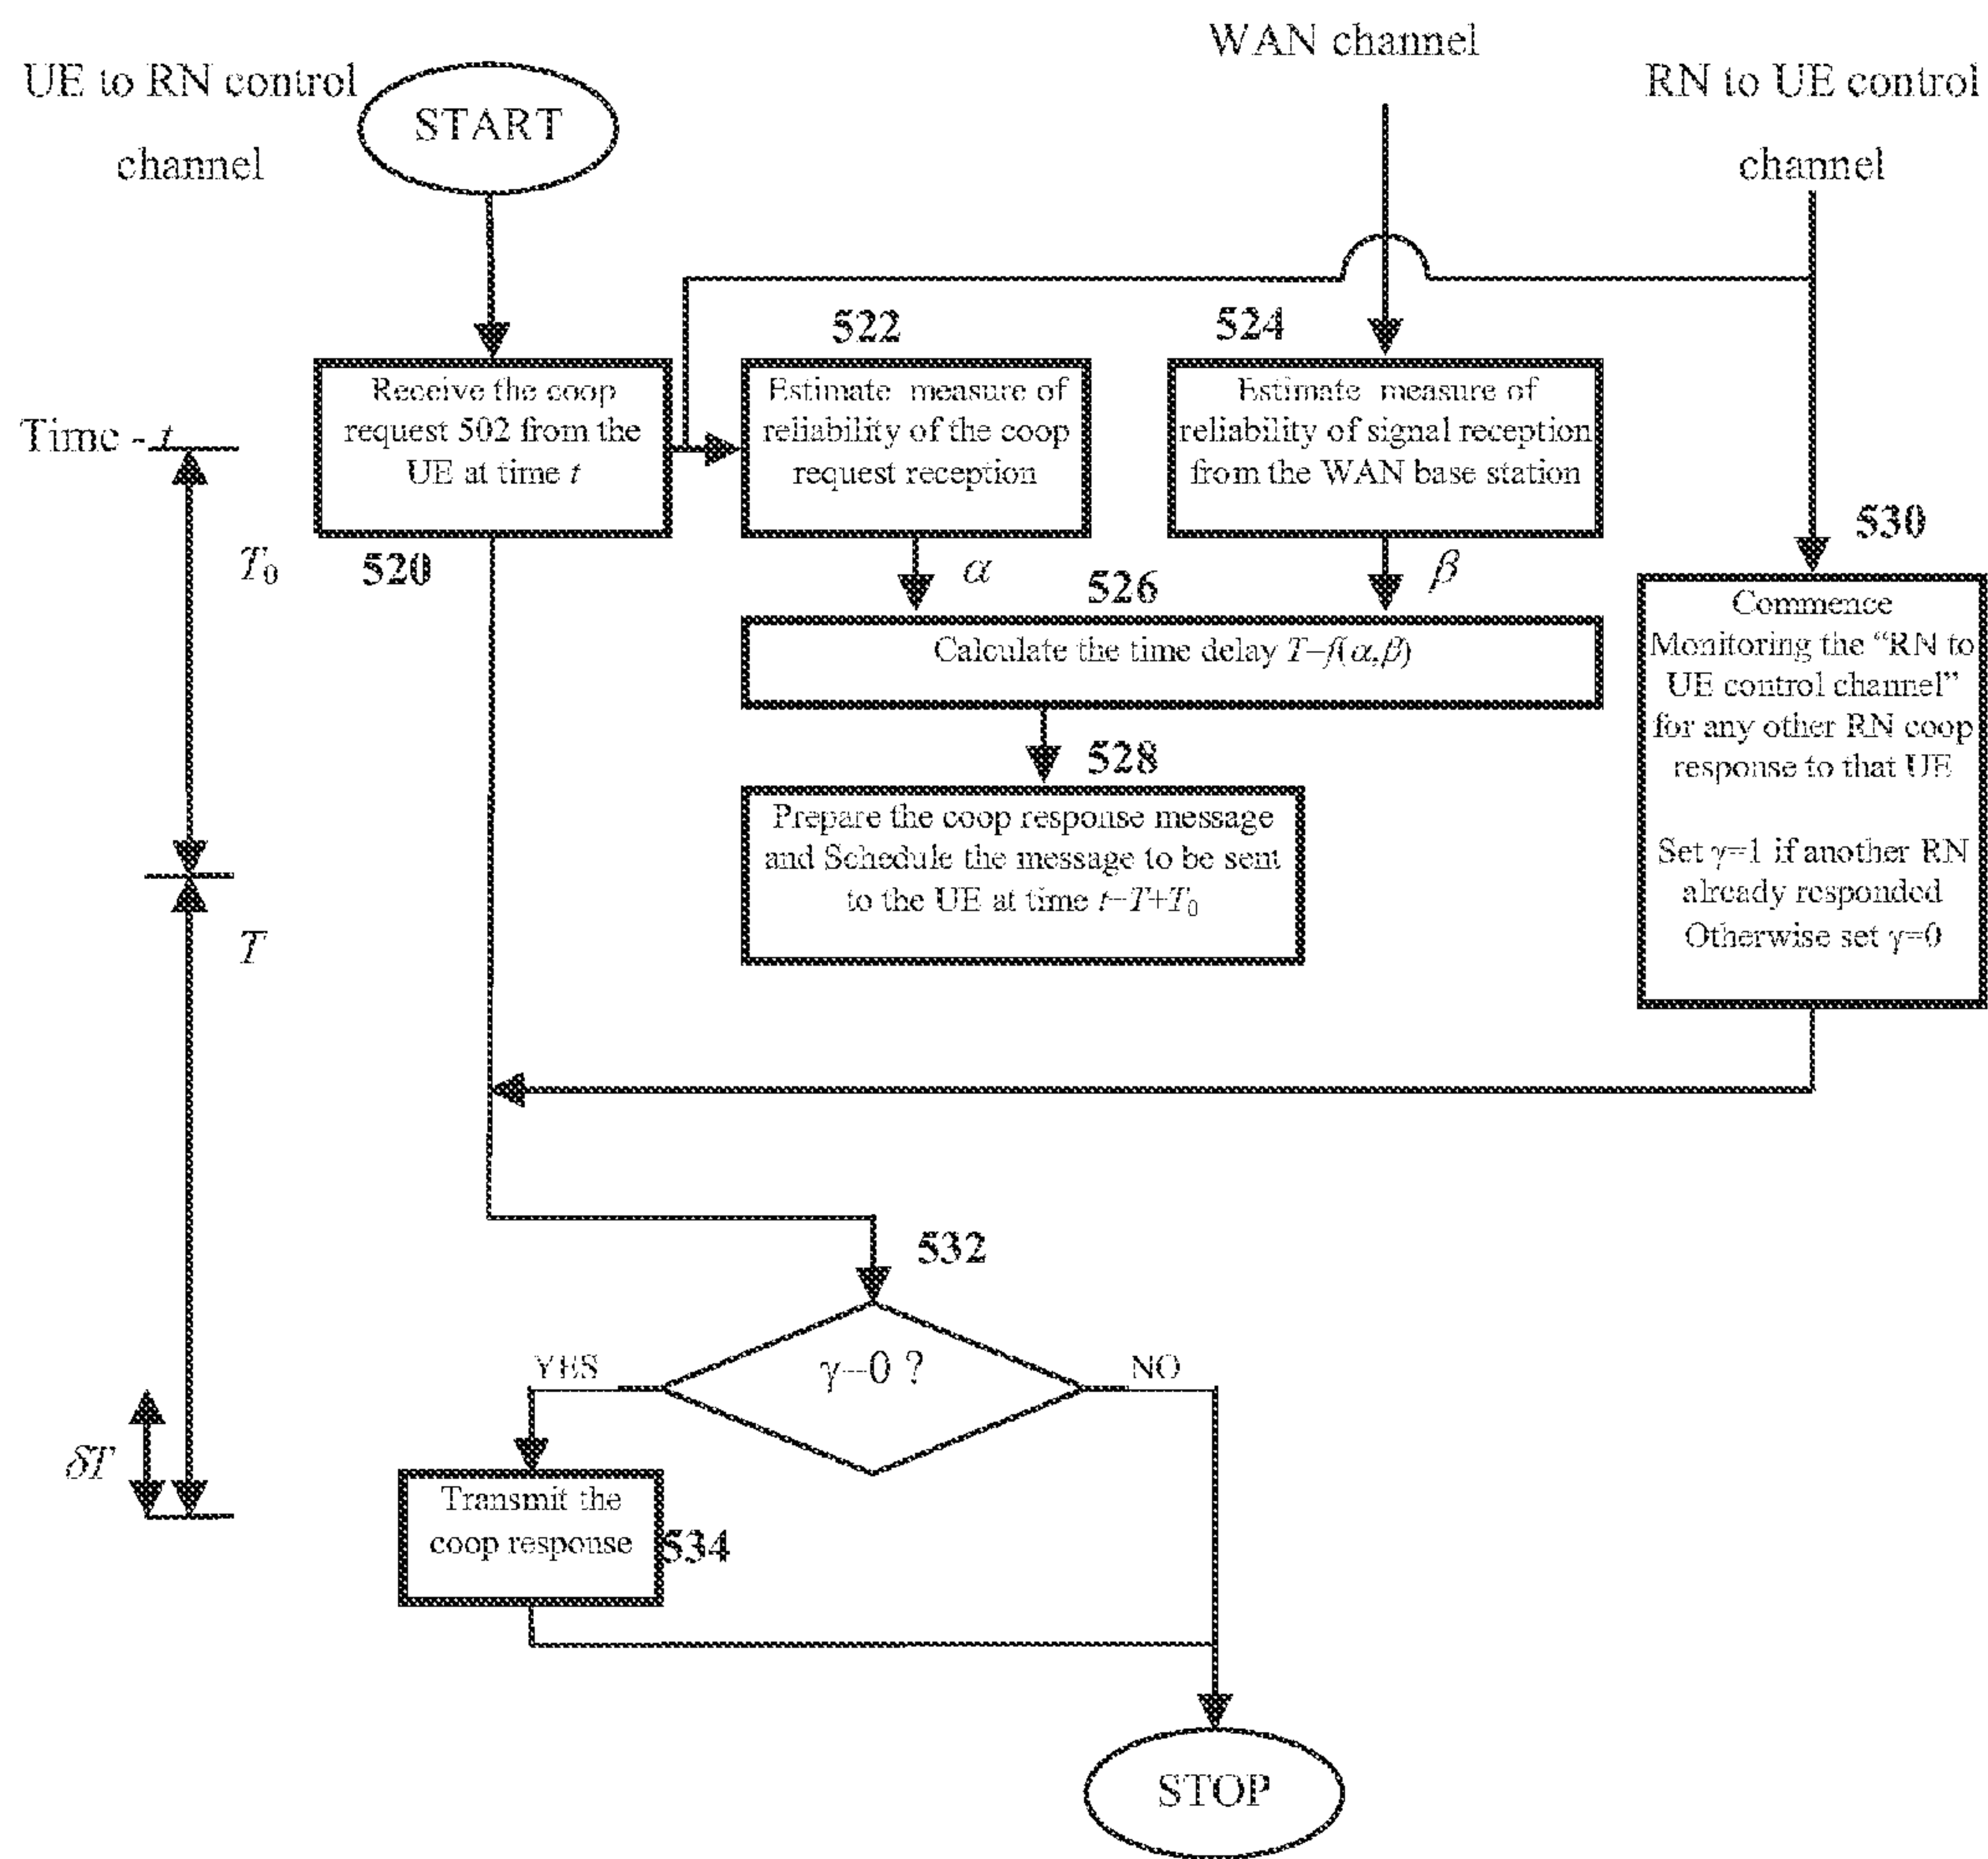 WAN channel
UE to RN control
channel
START
RN to UE control
channel
522
524
Receive the coop
request 502 from the
UE at time t
Estimate measure of
reliability of the coop
request reception
Estimate measure of
reliability of signal reception
from the WAN base station
Time - t
520
530
T0
α
526
β
Calculate the time delay T=f(α,β)
Commence
Monitoring the “RN to
UE control channel”
for any other RN coop
response to that UE
Set γ=1 if another RN
already responded
Otherwise set γ=0
528
Prepare the coop response message
and Schedule the message to be sent
to the UE at time t+T+T0
T
532
YES
γ=0 ?
NO
δT
Transmit the
coop response
534
STOP